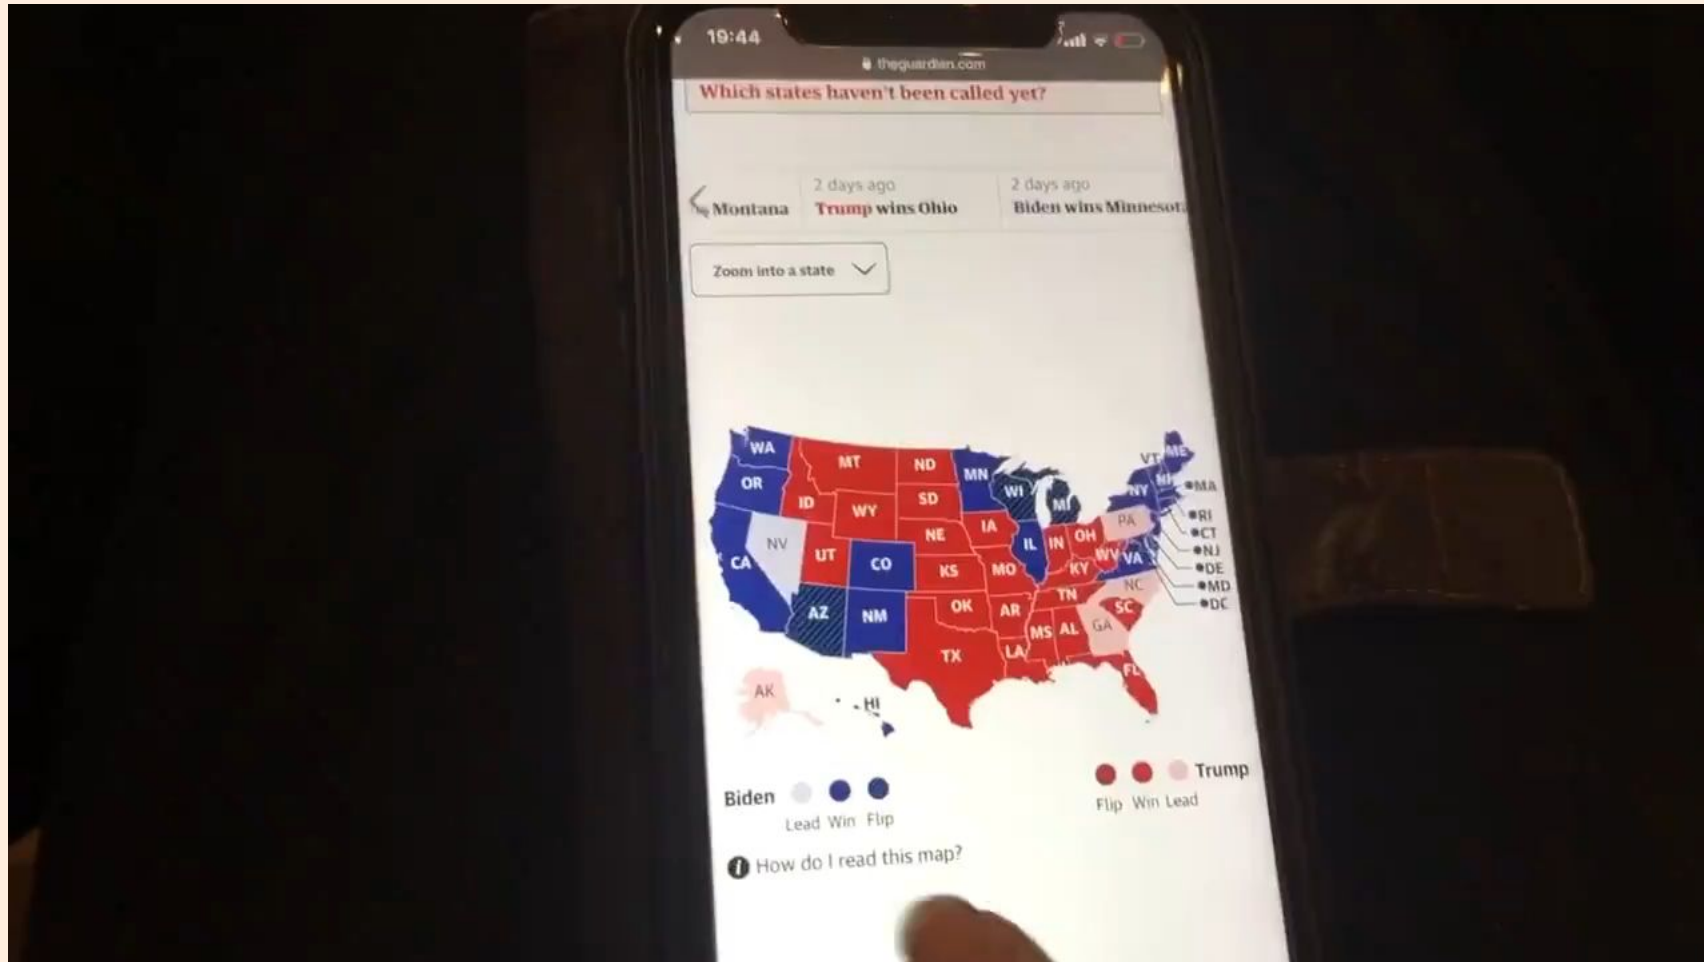 19:44
theguardian.com
Which states haven't been called yet?
2 days ago
2 days ago
Montana
Trump wins Ohio
Biden wins Minnesot
Zoom into a state
WA
MT
ND
MN
VT
ME
OR
ID
SD
WI
MI
NY
NH
MA
WY
IA
PA
RI
NV
NE
IL
IN
OH
CT
CA
UT
CO
KS
MO
WV
VA
NJ
KY
DE
NC
MD
AZ
NM
OK
AR
TN
SC
DC
MS
AL
GA
TX
LA
FL
AK
HI
Biden
Lead Win Flip
Trump
Flip Win Lead
i How do I read this map?